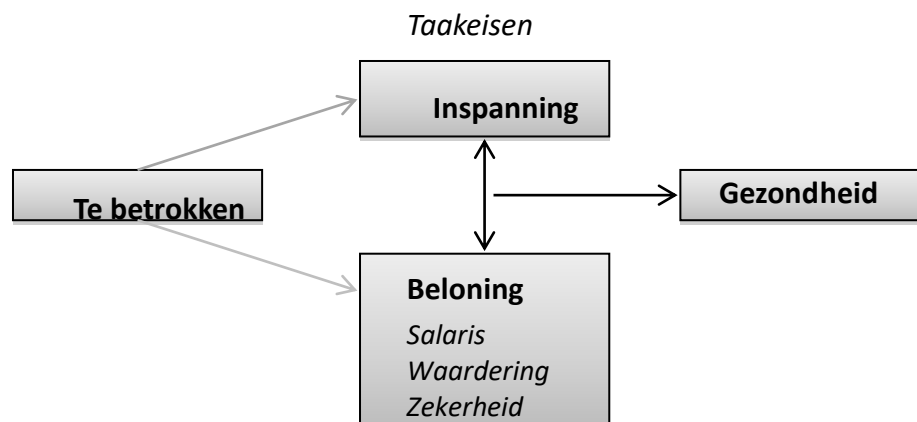 Taakeisen
Inspanning
Te betrokken
Gezondheid
Beloning
Salaris
Waardering
Zekerheid